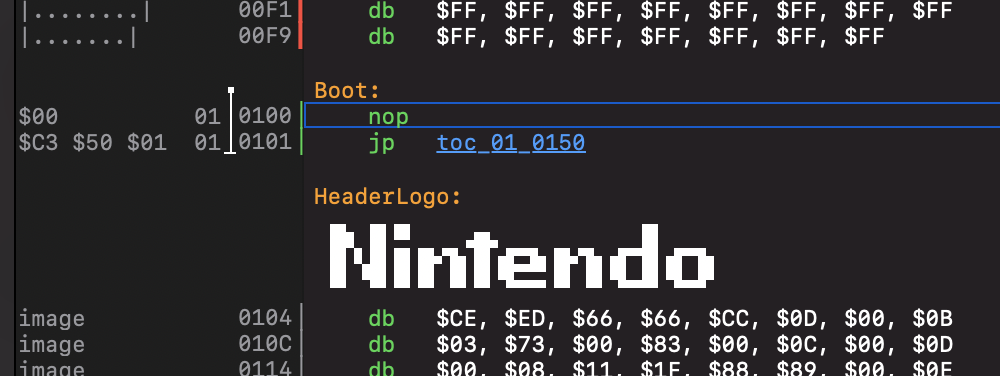 |........| 00F1 db $FF, $FF, $FF, $FF, $FF, $FF, $FF, $FF
|.......| 00F9 db $FF, $FF, $FF, $FF, $FF, $FF, $FF
Boot:
$00 01 0100 nop
$C3 $50 $01 01 0101 jp toc_01_0150
HeaderLogo:
Nintendo
image 0104 db $CE, $ED, $66, $66, $CC, $0D, $00, $0B
image 010C db $03, $73, $00, $83, $00, $0C, $00, $0D
image 0114 db $00, $08, $11, $1F, $88, $89, $00, $0E